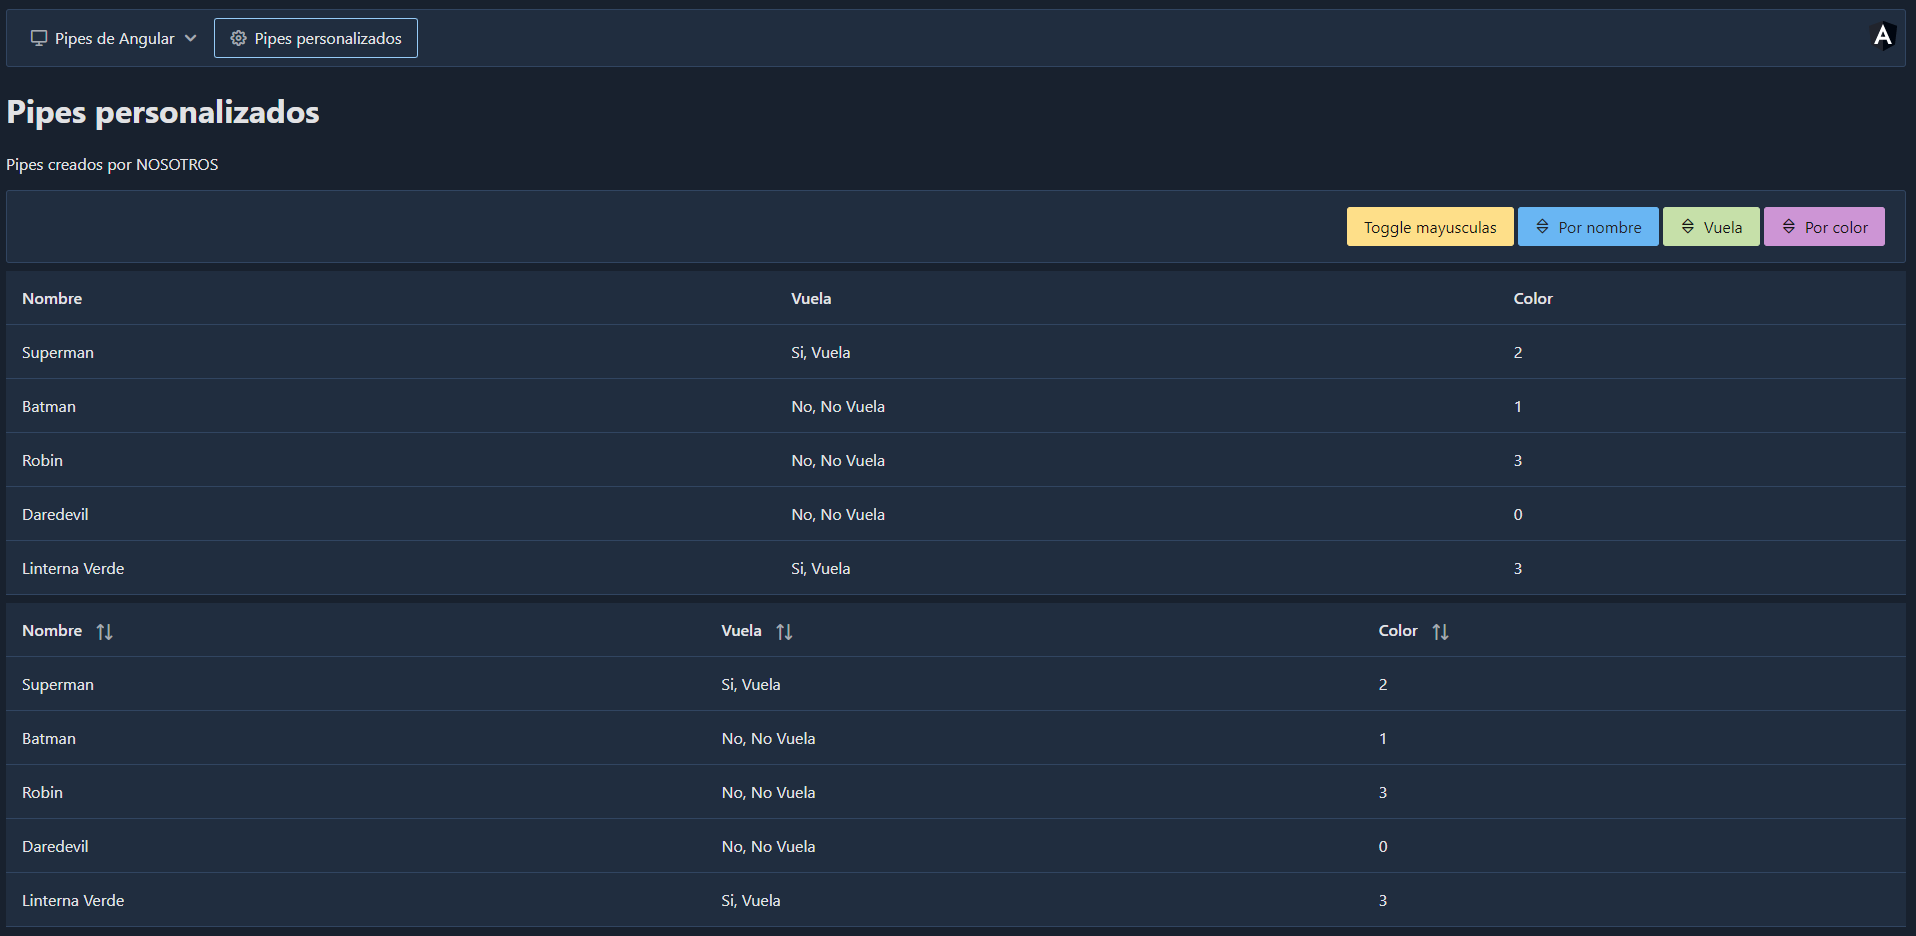 Pipes de Angular Pipes personalizados
Pipes personalizados
Pipes creados por NOSOTROS
Toggle mayusculas Por nombre Vuela Por color
Nombre Vuela Color
Superman Si, Vuela 2
Batman No, No Vuela 1
Robin No, No Vuela 3
Daredevil No, No Vuela 0
Linterna Verde Si, Vuela 3
Nombre Vuela Color
Superman Si, Vuela 2
Batman No, No Vuela 1
Robin No, No Vuela 3
Daredevil No, No Vuela 0
Linterna Verde Si, Vuela 3